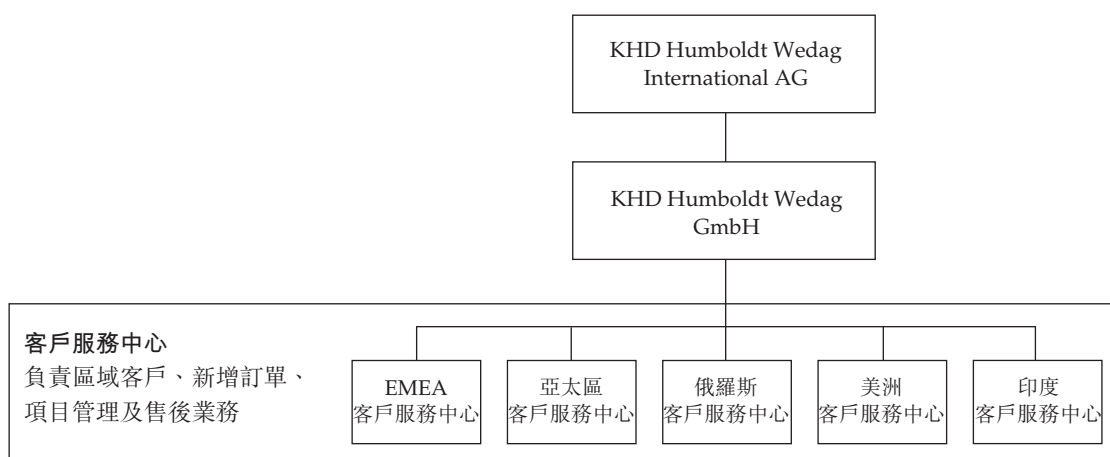 KHD Humboldt Wedag
International AG
KHD Humboldt Wedag
GmbH
客戶服務中心
負責區域客戶、新增訂單、
項目管理及售後業務
EMEA
客戶服務中心
亞太區
客戶服務中心
俄羅斯
客戶服務中心
美洲
客戶服務中心
印度
客戶服務中心